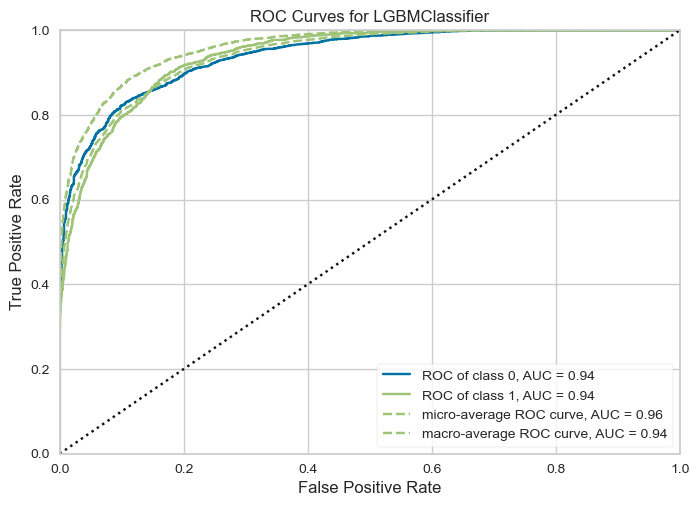 ROC Curves for LGBMClassifier
1.0
0.8
0.6
0.4
0.2
0.0
True Positive Rate
ROC of class 0, AUC = 0.94
ROC of class 1, AUC = 0.94
micro-average ROC curve, AUC = 0.96
macro-average ROC curve, AUC = 0.94
0.0 0.2 0.4 0.6 0.8 1.0
False Positive Rate